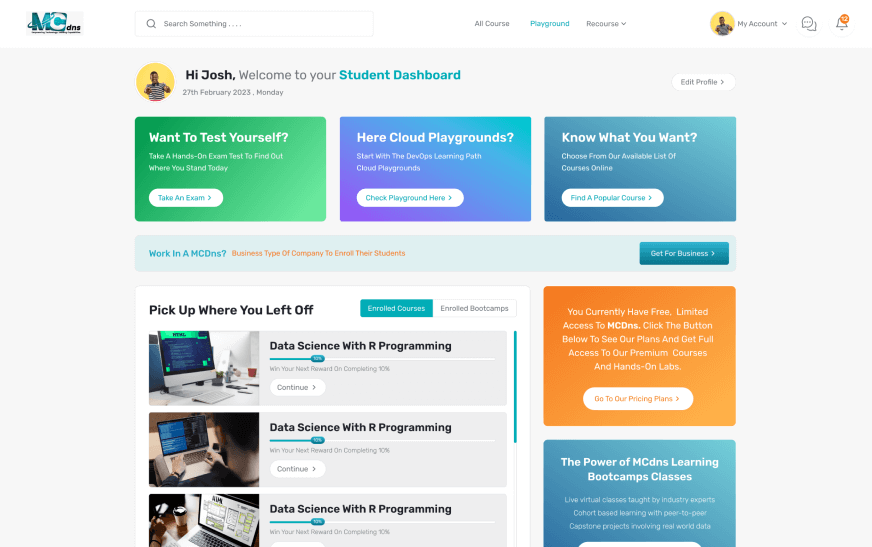 MCdns
Search Something . . . .
All Course
Playground
Recourse
My Account
12
Hi Josh, Welcome to your Student Dashboard
27th February 2023 , Monday
Edit Profile
Want To Test Yourself?
Take A Hands-On Exam Test To Find Out
Where You Stand Today
Take An Exam
Here Cloud Playgrounds?
Start With The DevOps Learning Path
Cloud Playgrounds
Check Playground Here
Know What You Want?
Choose From Our Available List Of
Courses Online
Find A Popular Course
Work In A MCDns? Business Type Of Company To Enroll Their Students
Get For Business
Pick Up Where You Left Off
Enrolled Courses
Enrolled Bootcamps
HTML
Data Science With R Programming
10%
Win Your Next Reward On Completing 10%
Continue
Data Science With R Programming
10%
Win Your Next Reward On Completing 10%
Continue
Data Science With R Programming
10%
Win Your Next Reward On Completing 10%
You Currently Have Free, Limited
Access To MCDns. Click The Button
Below To See Our Plans And Get Full
Access To Our Premium Courses
And Hands-On Labs.
Go To Our Pricing Plans
The Power of MCdns Learning
Bootcamps Classes
Live virtual classes taught by industry experts
Cohort based learning with peer-to-peer
Capstone projects involving real world data